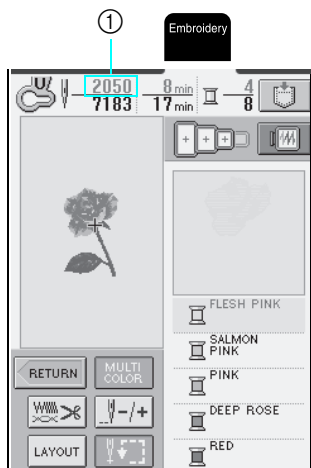 ①
Embroidery
2050 8 min 4
7183 17 min 8
FLESH PINK
SALMON
PINK
PINK
DEEP ROSE
RED
RETURN
MULTI
COLOR
-/+
LAYOUT